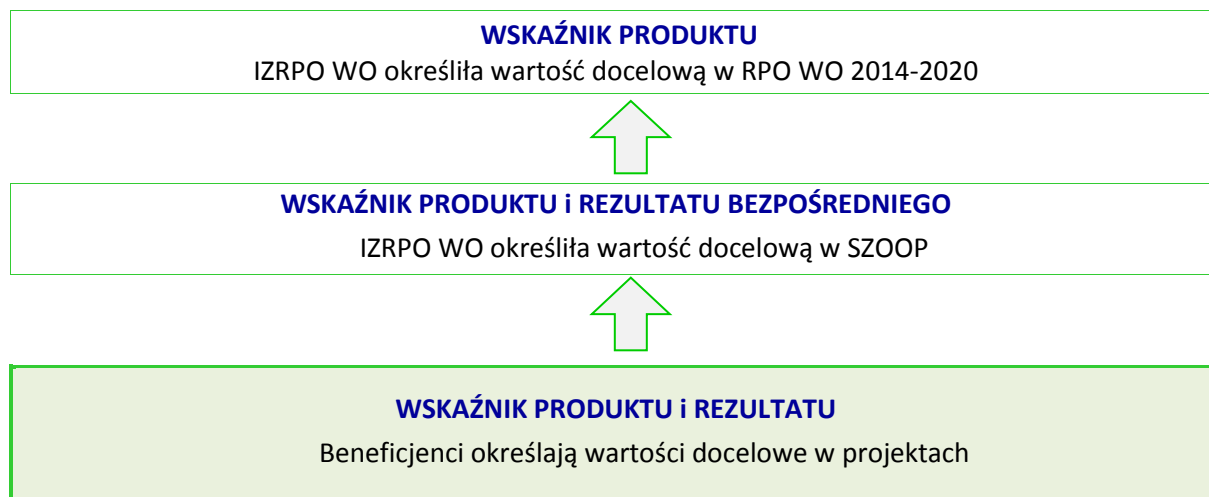 WSKAŹNIK PRODUKTU
IZRPO WO określiła wartość docelową w RPO WO 2014-2020
WSKAŹNIK PRODUKTU i REZULTATU BEZPOŚREDNIEGO
IZRPO WO określiła wartość docelową w SZOOP
WSKAŹNIK PRODUKTU i REZULTATU
Beneficjenci określają wartości docelowe w projektach